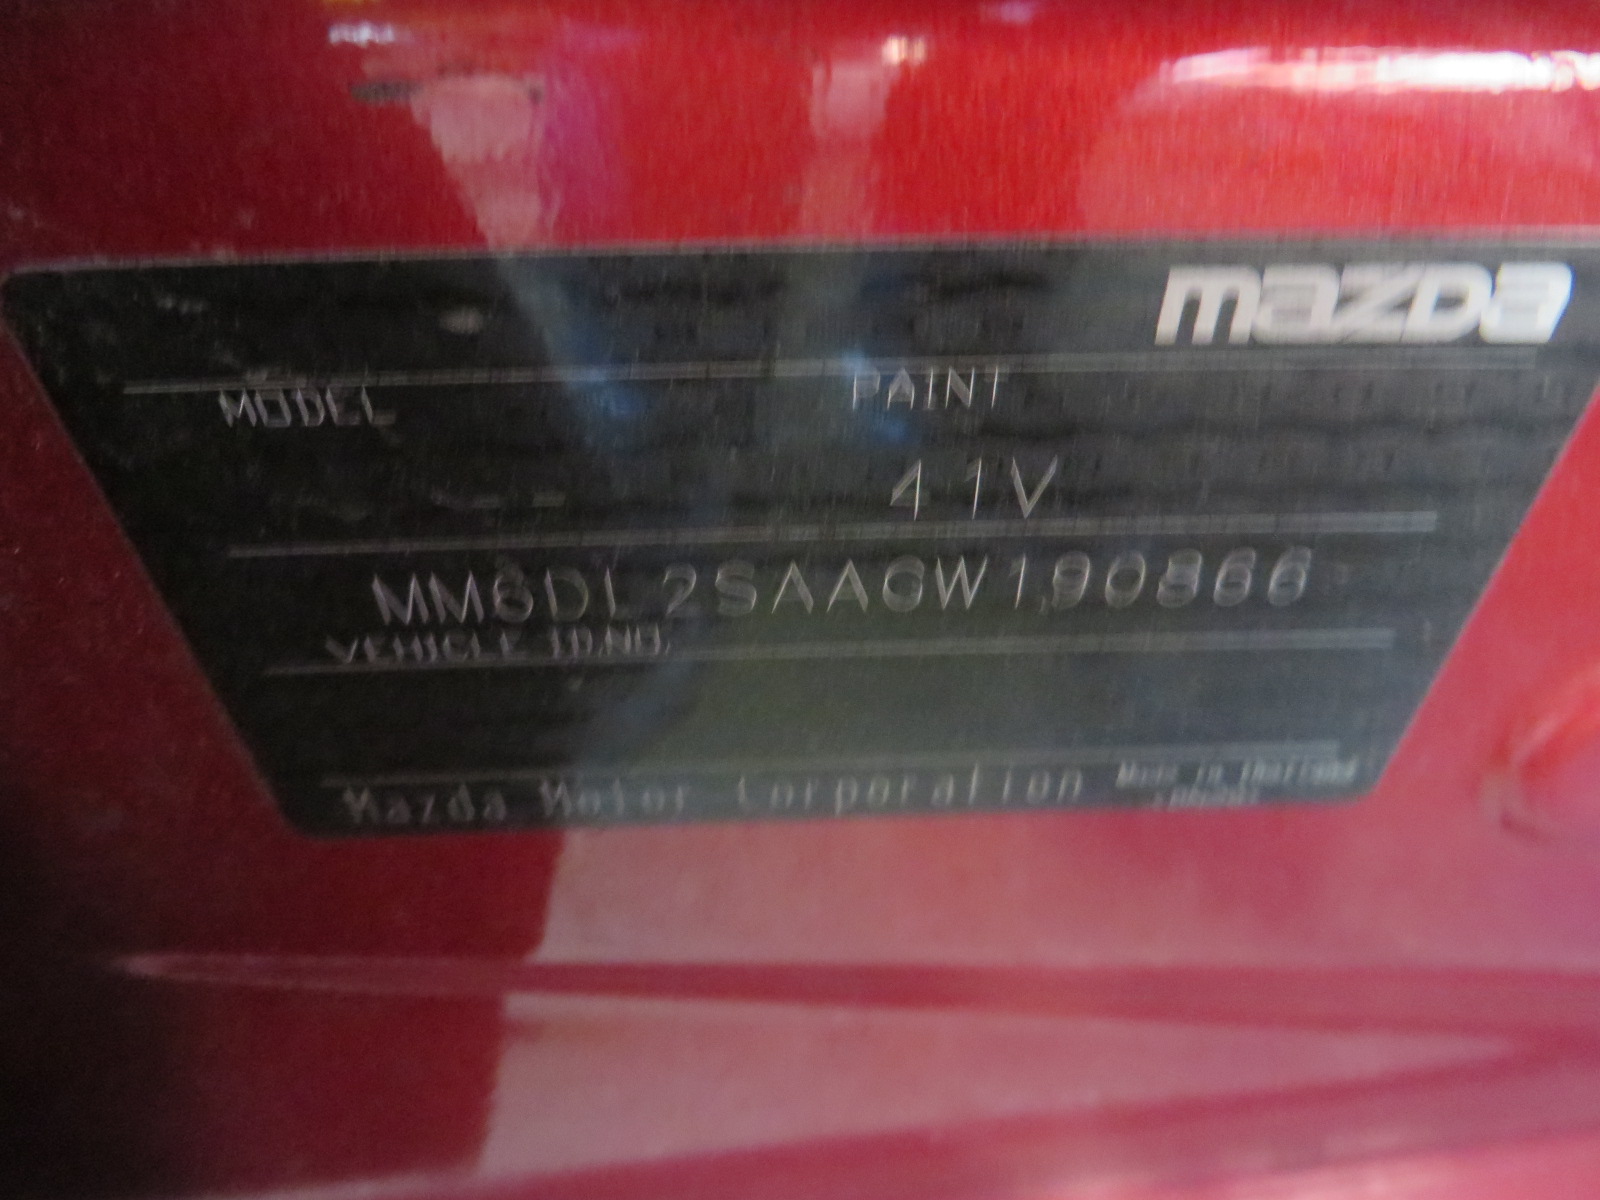 mazda
MODEL PAINT
41V
MM6DL2SAAGW190866
VEHICLE ID.NO.
Mazda Motor Corporation Made in Thailand